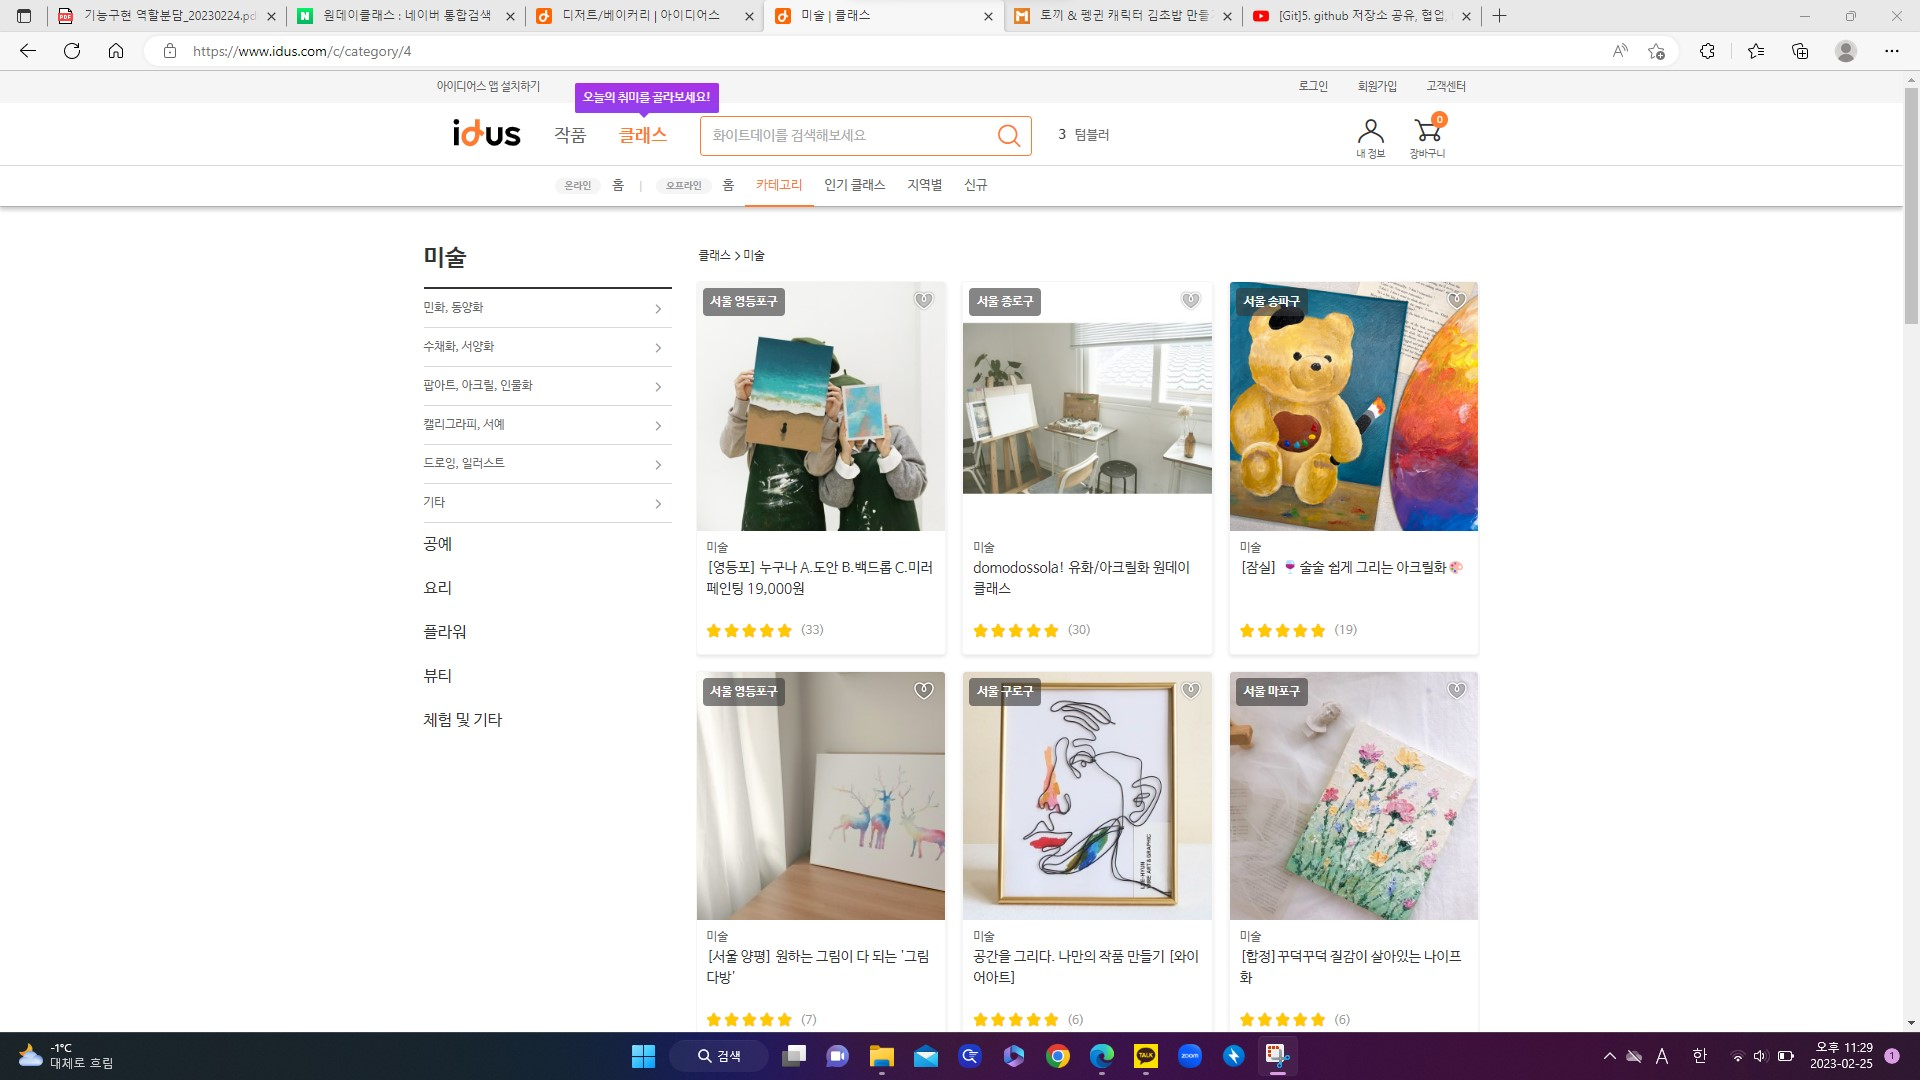 기능구현 역할분담_20230224.pd
원데이클래스 : 네이버 통합검색
디저트/베이커리 | 아이디어스
미술 | 클래스
토끼 & 펭귄 캐릭터 김초밥 만들
[Git]5. github 저장소 공유, 협업,
https://www.idus.com/c/category/4
아이디어스 앱 설치하기
로그인
회원가입
고객센터
오늘의 취미를 골라보세요!
idus
작품
클래스
화이트데이를 검색해보세요
3 텀블러
내 정보
0
장바구니
온라인 홈 | 오프라인 홈 카테고리 인기 클래스 지역별 신규
미술
민화, 동양화
수채화, 서양화
팝아트, 아크릴, 인물화
캘리그라피, 서예
드로잉, 일러스트
기타
공예
요리
플라워
뷰티
체험 및 기타
클래스 > 미술
서울 영등포구
미술
[영등포] 누구나 A.도안 B.백드롭 C.미러
페인팅 19,000원
(33)
서울 종로구
미술
domodossola! 유화/아크릴화 원데이
클래스
(30)
서울 송파구
미술
[잠실] 🍷술술 쉽게 그리는 아크릴화🎨
(19)
서울 영등포구
미술
[서울 양평] 원하는 그림이 다 되는 '그림
다방'
(7)
서울 구로구
미술
공간을 그리다. 나만의 작품 만들기 [와이
어아트]
(6)
서울 마포구
미술
[합정]꾸덕꾸덕 질감이 살아있는 나이프
화
(6)
-1°C
대체로 흐림
검색
TALK
zoom
A
한
오후 11:29
2023-02-25
1